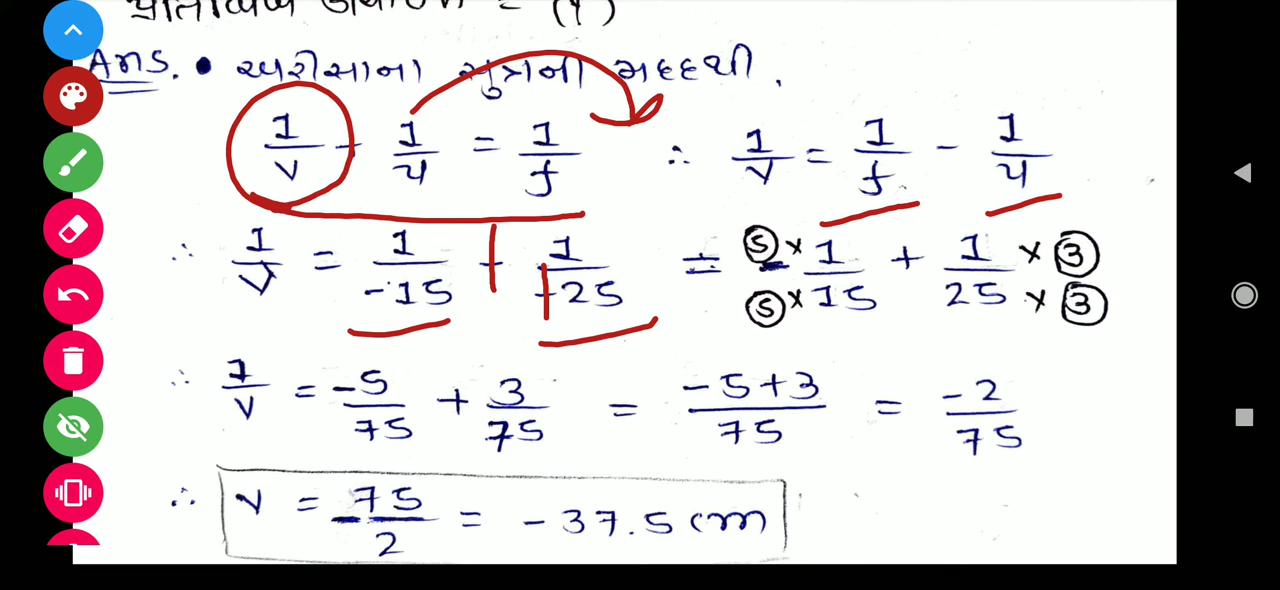 Ans. • અરીસાના સુત્રની મદદથી.
1/v + 1/u = 1/f ∴ 1/v = 1/f - 1/u
∴ 1/v = 1/-15 - 1/-25 = - 5×1/5×15 + 1×3/25×3
∴ 1/v = -5/75 + 3/75 = -5+3/75 = -2/75
∴ v = -75/2 = -37.5 cm